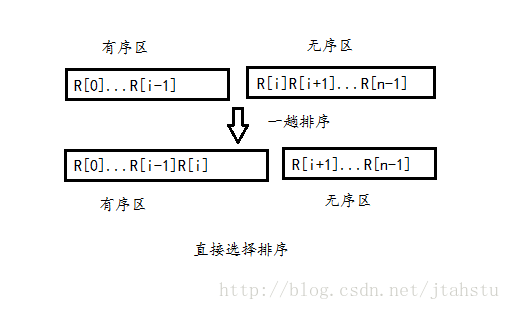 有序区
无序区
R[0]...R[i-1]
R[i]R[i+1]...R[n-1]
一趟排序
R[0]...R[i-1]R[i]
R[i+1]...R[n-1]
有序区
无序区
直接选择排序
http://blog.csdn.net/jtahstu